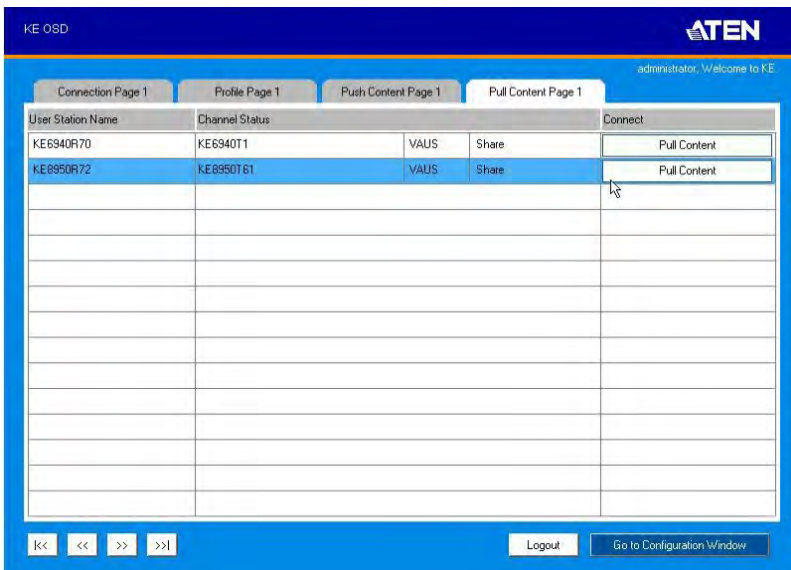 KE OSD
ATEN
administrator, Welcome to KE
Connection Page 1 Profile Page 1 Push Content Page 1 Pull Content Page 1
User Station Name Channel Status Connect
KE6940R70 KE6940T1 VAUS Share Pull Content
KE8950R72 KE8950T61 VAUS Share Pull Content
|<< << >> >>| Logout Go to Configuration Window